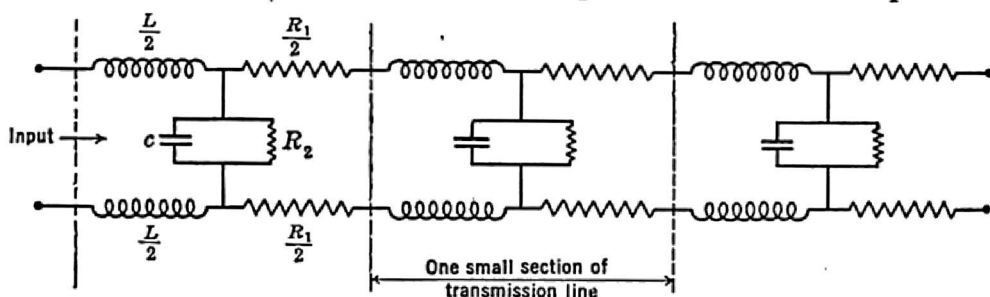 L/2
R₁/2
Input
c
R₂
L/2
R₁/2
One small section of
transmission line